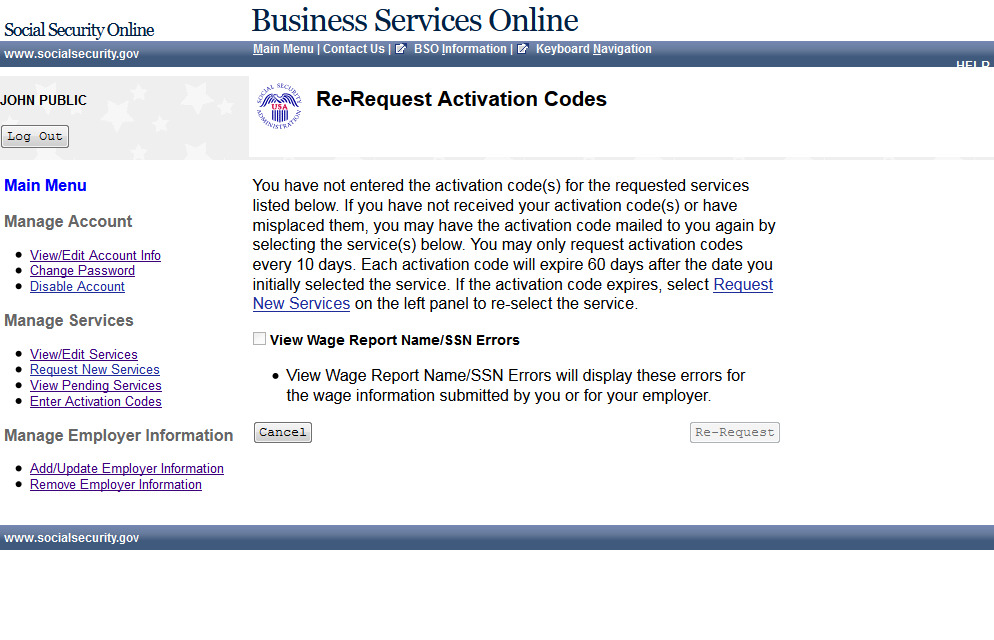 Social Security Online
Business Services Online
www.socialsecurity.gov
Main Menu | Contact Us | BSO Information | Keyboard Navigation
HELP
JOHN PUBLIC
Log Out
SOCIAL SECURITY
USA
ADMINISTRATION
Re-Request Activation Codes
Main Menu
Manage Account
• View/Edit Account Info
• Change Password
• Disable Account
Manage Services
• View/Edit Services
• Request New Services
• View Pending Services
• Enter Activation Codes
Manage Employer Information
• Add/Update Employer Information
• Remove Employer Information
You have not entered the activation code(s) for the requested services
listed below. If you have not received your activation code(s) or have
misplaced them, you may have the activation code mailed to you again by
selecting the service(s) below. You may only request activation codes
every 10 days. Each activation code will expire 60 days after the date you
initially selected the service. If the activation code expires, select Request
New Services on the left panel to re-select the service.
View Wage Report Name/SSN Errors
• View Wage Report Name/SSN Errors will display these errors for
the wage information submitted by you or for your employer.
Cancel
Re-Request
www.socialsecurity.gov